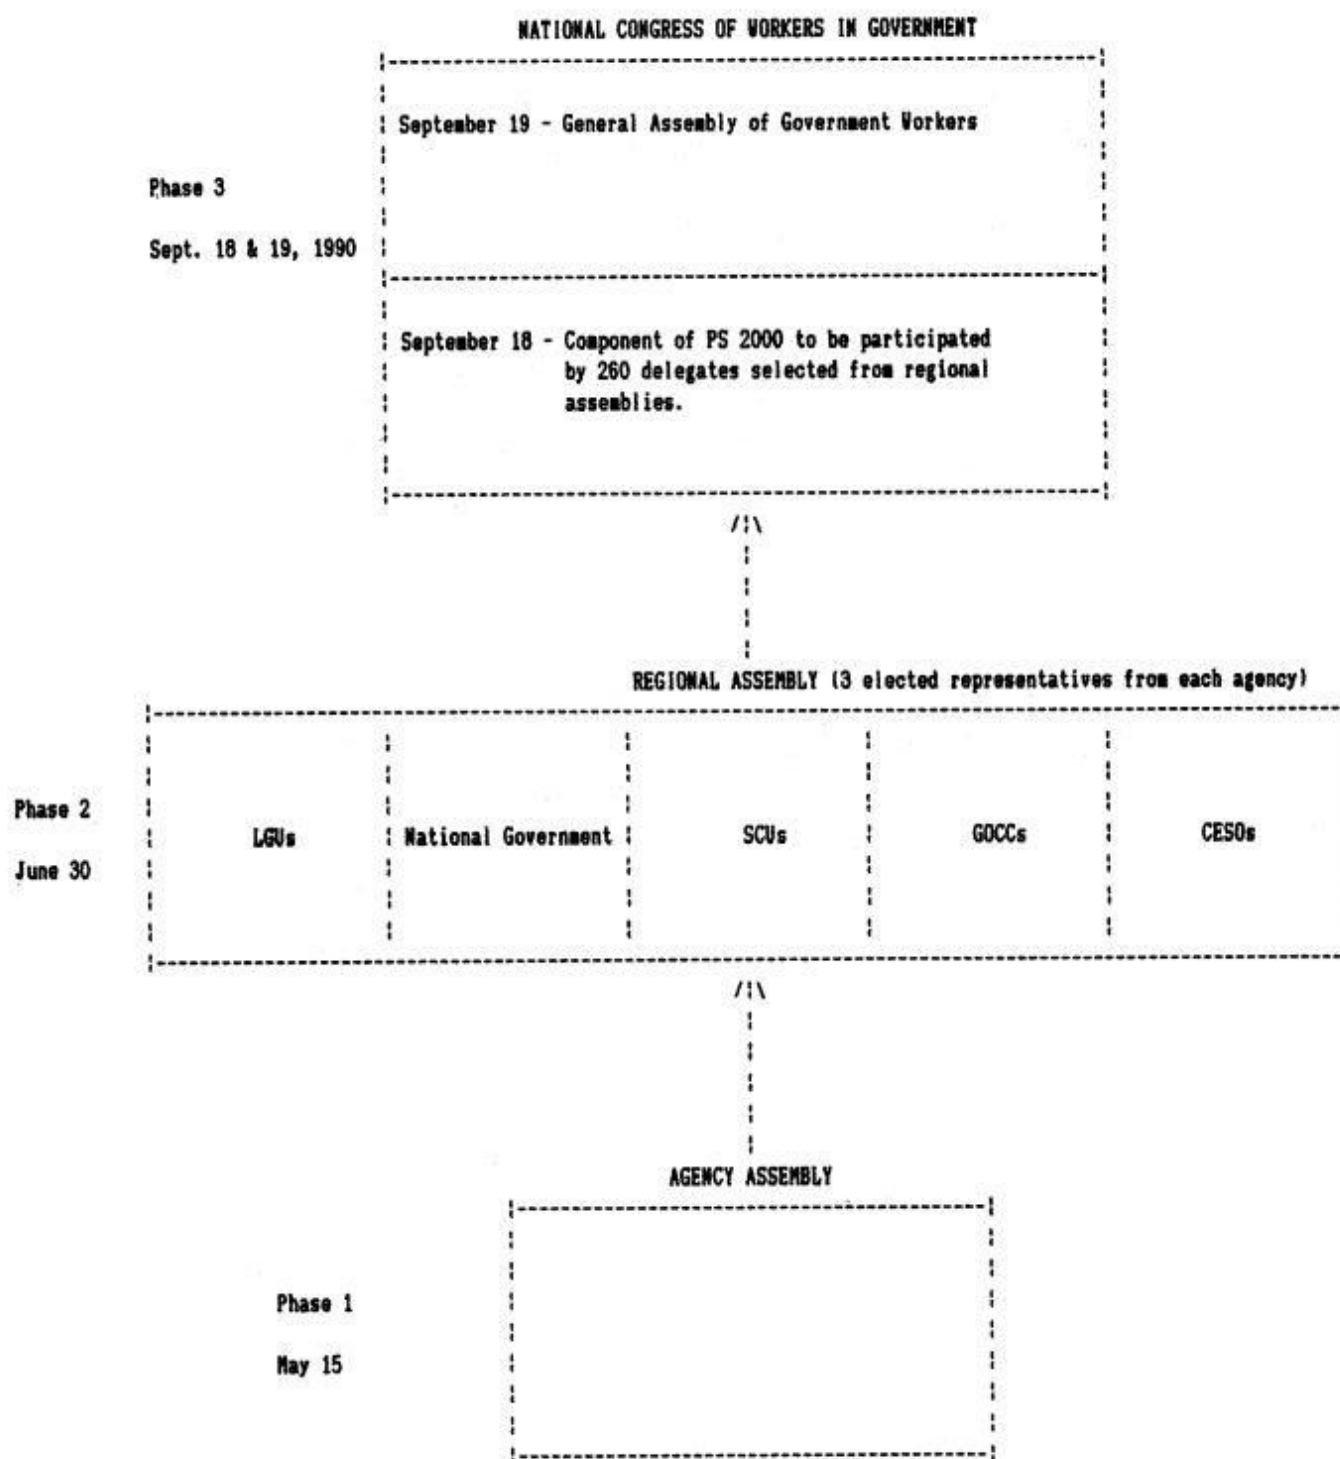 NATIONAL CONGRESS OF WORKERS IN GOVERNMENT
September 19 - General Assembly of Government Workers
Phase 3
Sept. 18 & 19, 1990
September 18 - Component of PS 2000 to be participated
by 260 delegates selected from regional
assemblies.
REGIONAL ASSEMBLY (3 elected representatives from each agency)
Phase 2
LGUs National Government SCUs GOCCs CESOs
June 30
AGENCY ASSEMBLY
Phase 1
May 15